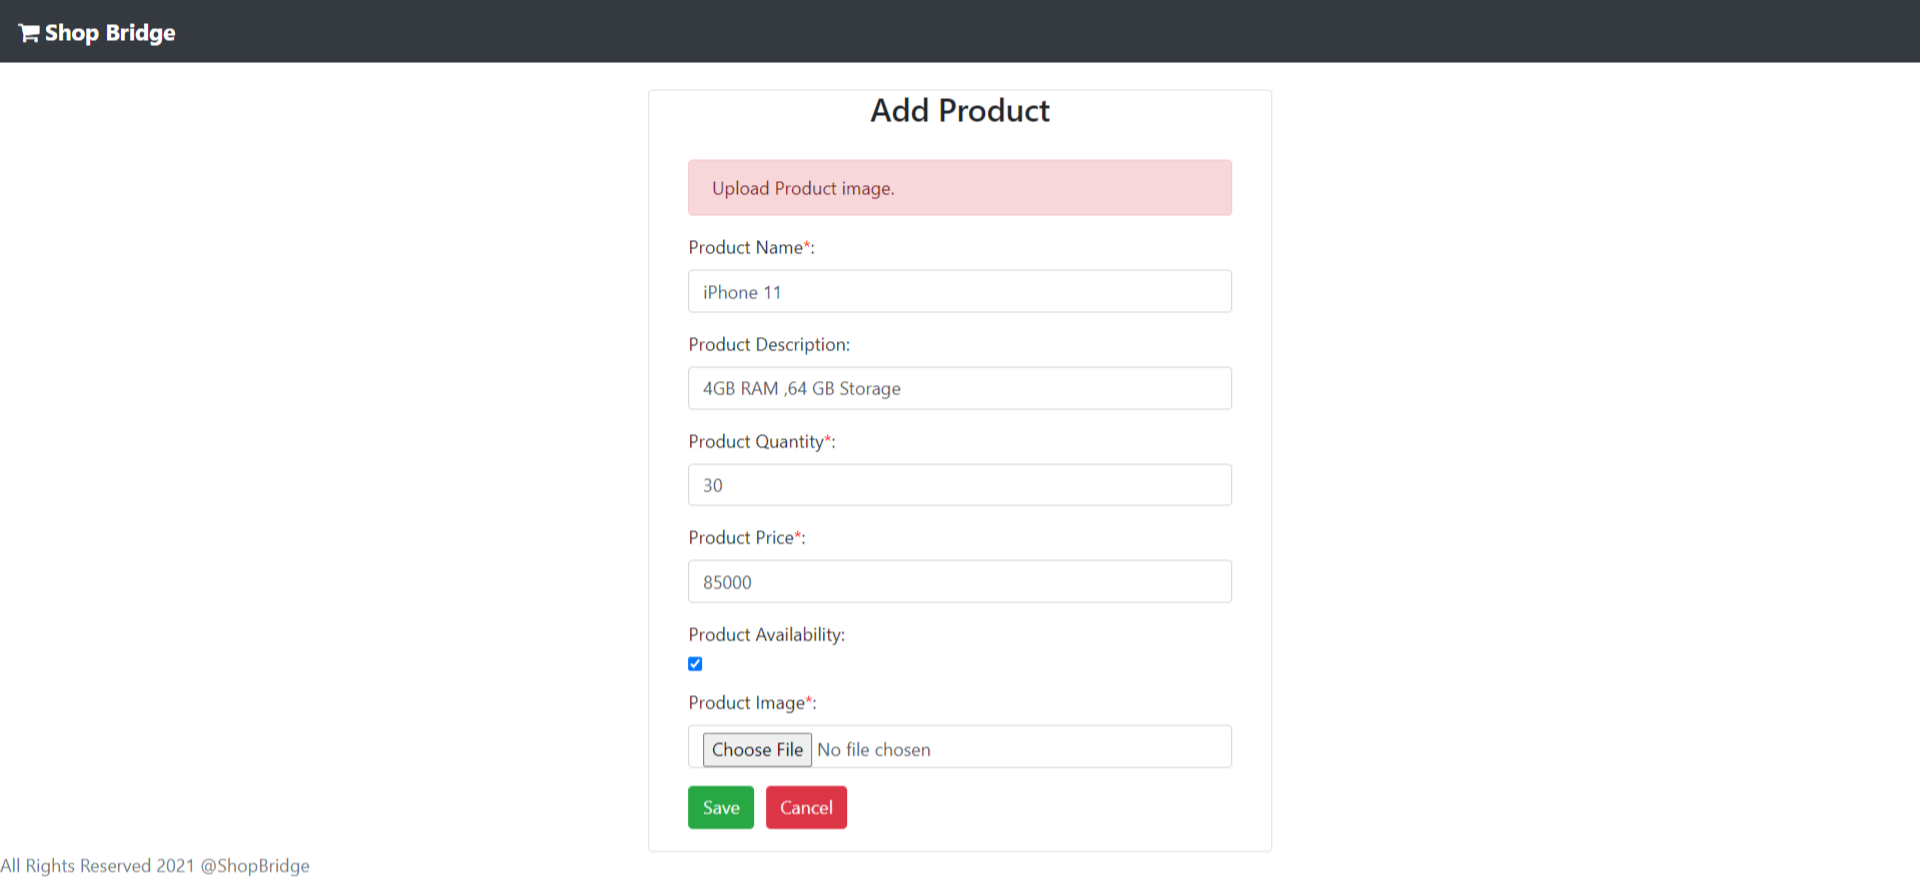 Shop Bridge
Add Product
Upload Product image.
Product Name*:
iPhone 11
Product Description:
4GB RAM ,64 GB Storage
Product Quantity*:
30
Product Price*:
85000
Product Availability:
Product Image*:
Choose File No file chosen
Save Cancel
All Rights Reserved 2021 @ShopBridge